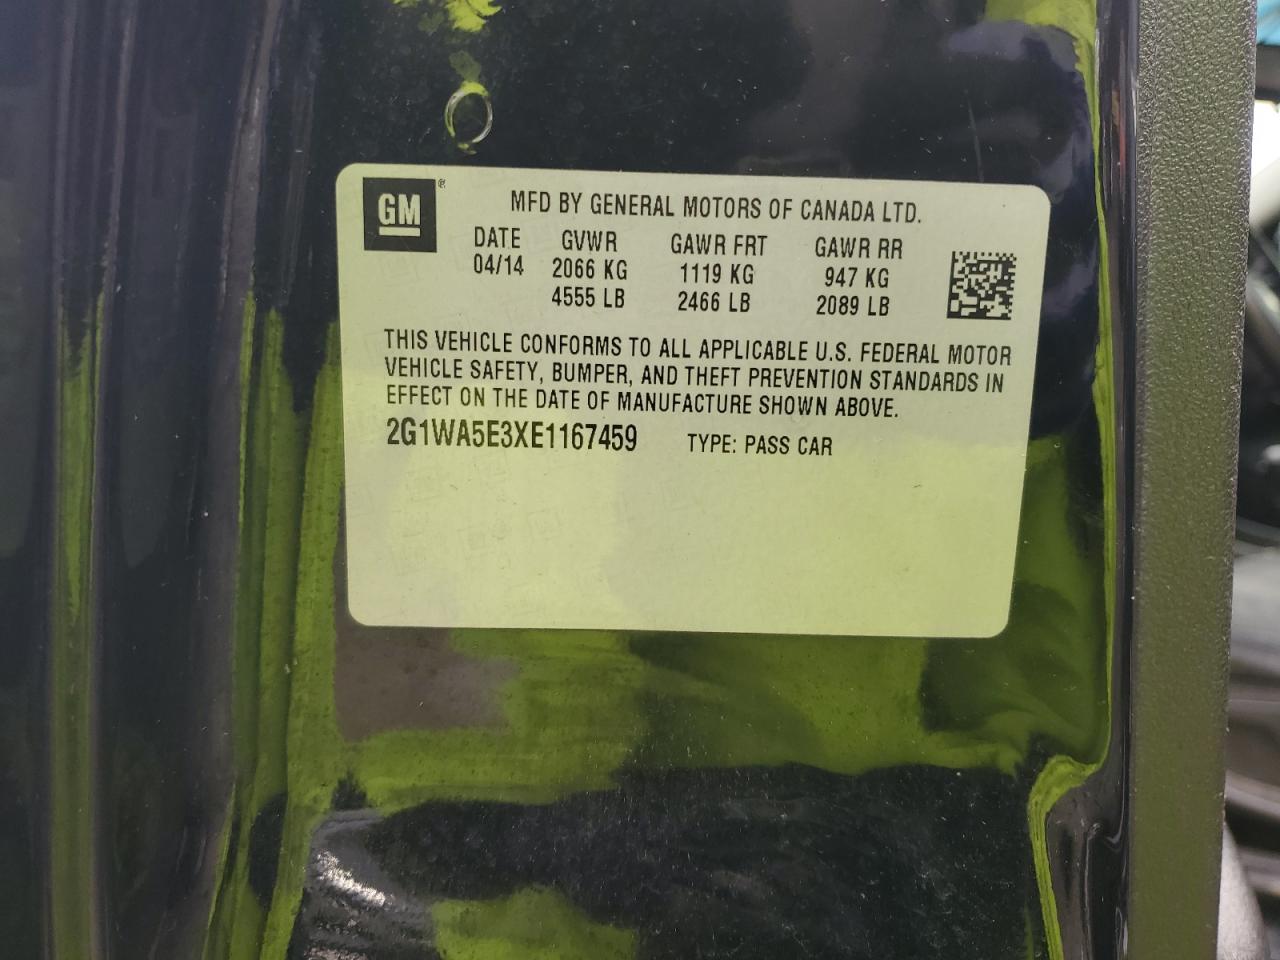 GM®
MFD BY GENERAL MOTORS OF CANADA LTD.
DATE GVWR GAWR FRT GAWR RR
04/14 2066 KG 1119 KG 947 KG
4555 LB 2466 LB 2089 LB
THIS VEHICLE CONFORMS TO ALL APPLICABLE U.S. FEDERAL MOTOR
VEHICLE SAFETY, BUMPER, AND THEFT PREVENTION STANDARDS IN
EFFECT ON THE DATE OF MANUFACTURE SHOWN ABOVE.
2G1WA5E3XE1167459 TYPE: PASS CAR